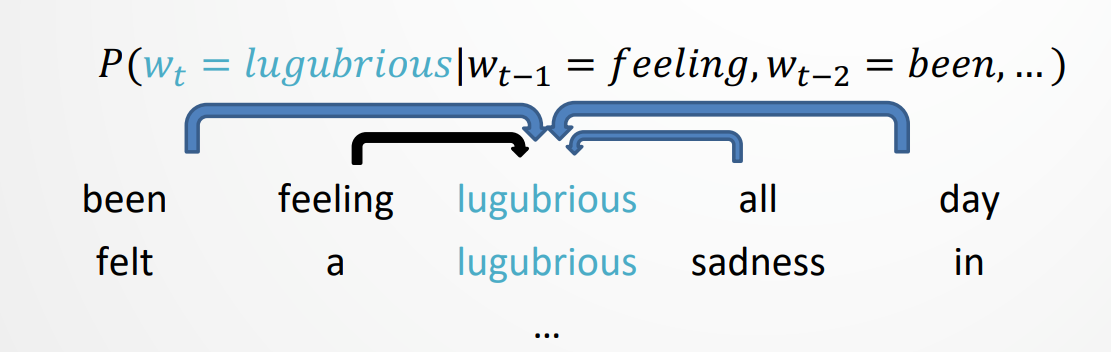 P(wₜ = lugubrious|wₜ₋₁ = feeling, wₜ₋₂ = been, … )
been feeling lugubrious all day
felt a lugubrious sadness in
…